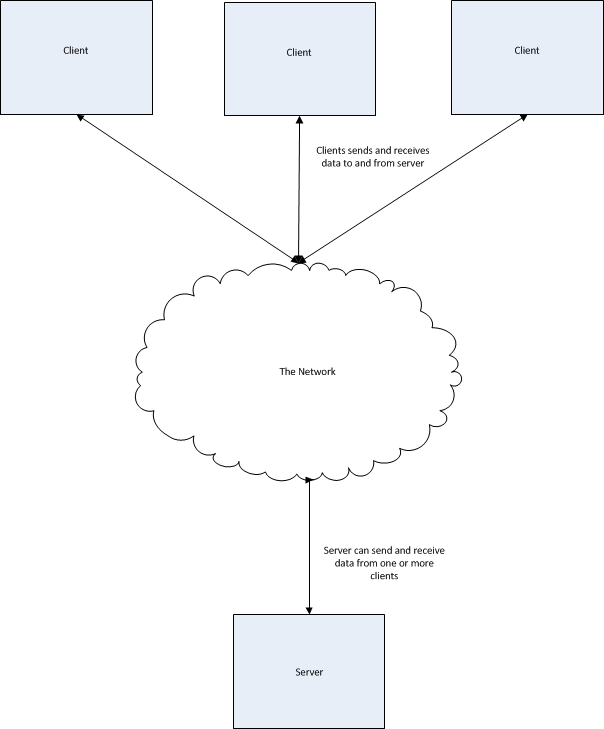 Client
Client
Client
Clients sends and receives
data to and from server
The Network
Server can send and receive
data from one or more
clients
Server